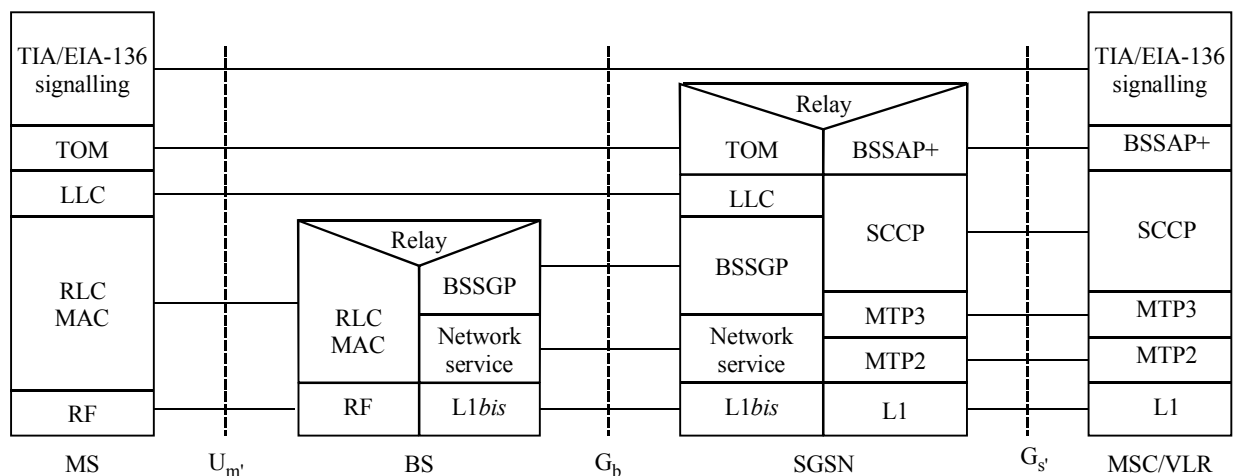 TIA/EIA-136
signalling
TIA/EIA-136
signalling
Relay
TOM
TOM
BSSAP+
BSSAP+
LLC
LLC
Relay
SCCP
SCCP
BSSGP
BSSGP
RLC
MAC
RLC
MAC
MTP3
MTP3
Network
service
Network
service
MTP2
MTP2
RF
RF
L1bis
L1bis
L1
L1
MS
Um'
BS
Gb
SGSN
Gs'
MSC/VLR